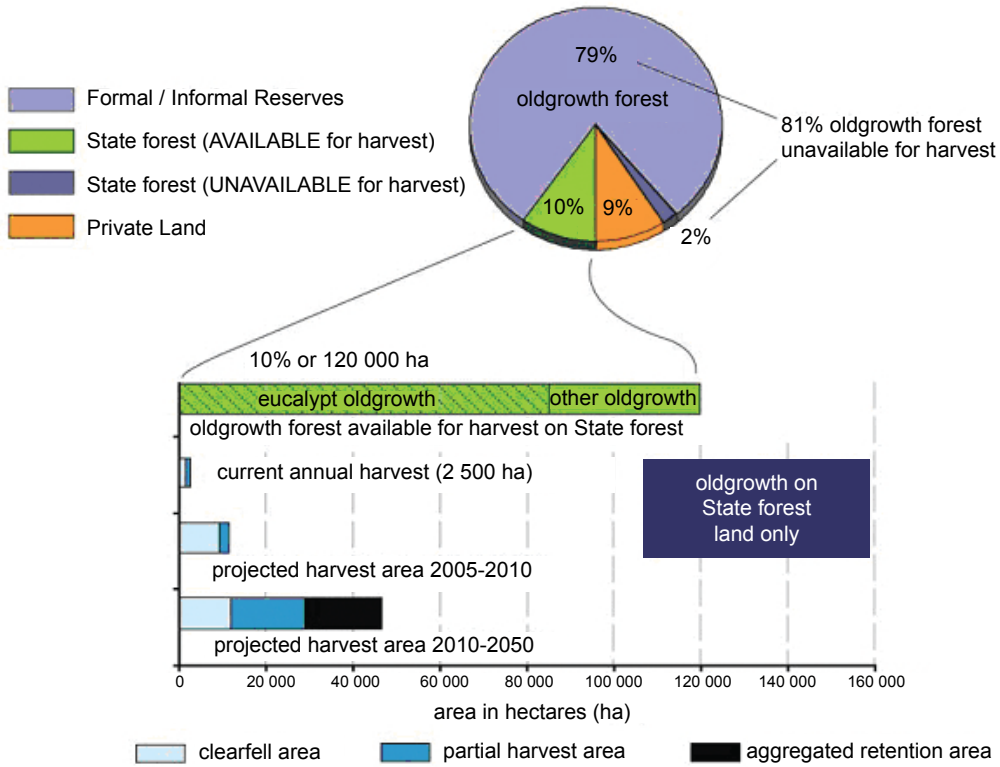 79%
oldgrowth forest
Formal / Informal Reserves
State forest (AVAILABLE for harvest)
State forest (UNAVAILABLE for harvest)
Private Land
81% oldgrowth forest
unavailable for harvest
10%
9%
2%
10% or 120 000 ha
eucalypt oldgrowth
other oldgrowth
oldgrowth forest available for harvest on State forest
current annual harvest (2 500 ha)
oldgrowth on
State forest
land only
projected harvest area 2005-2010
projected harvest area 2010-2050
0
20 000
40 000
60 000
80 000
100 000
120 000
140 000
160 000
area in hectares (ha)
clearfell area
partial harvest area
aggregated retention area